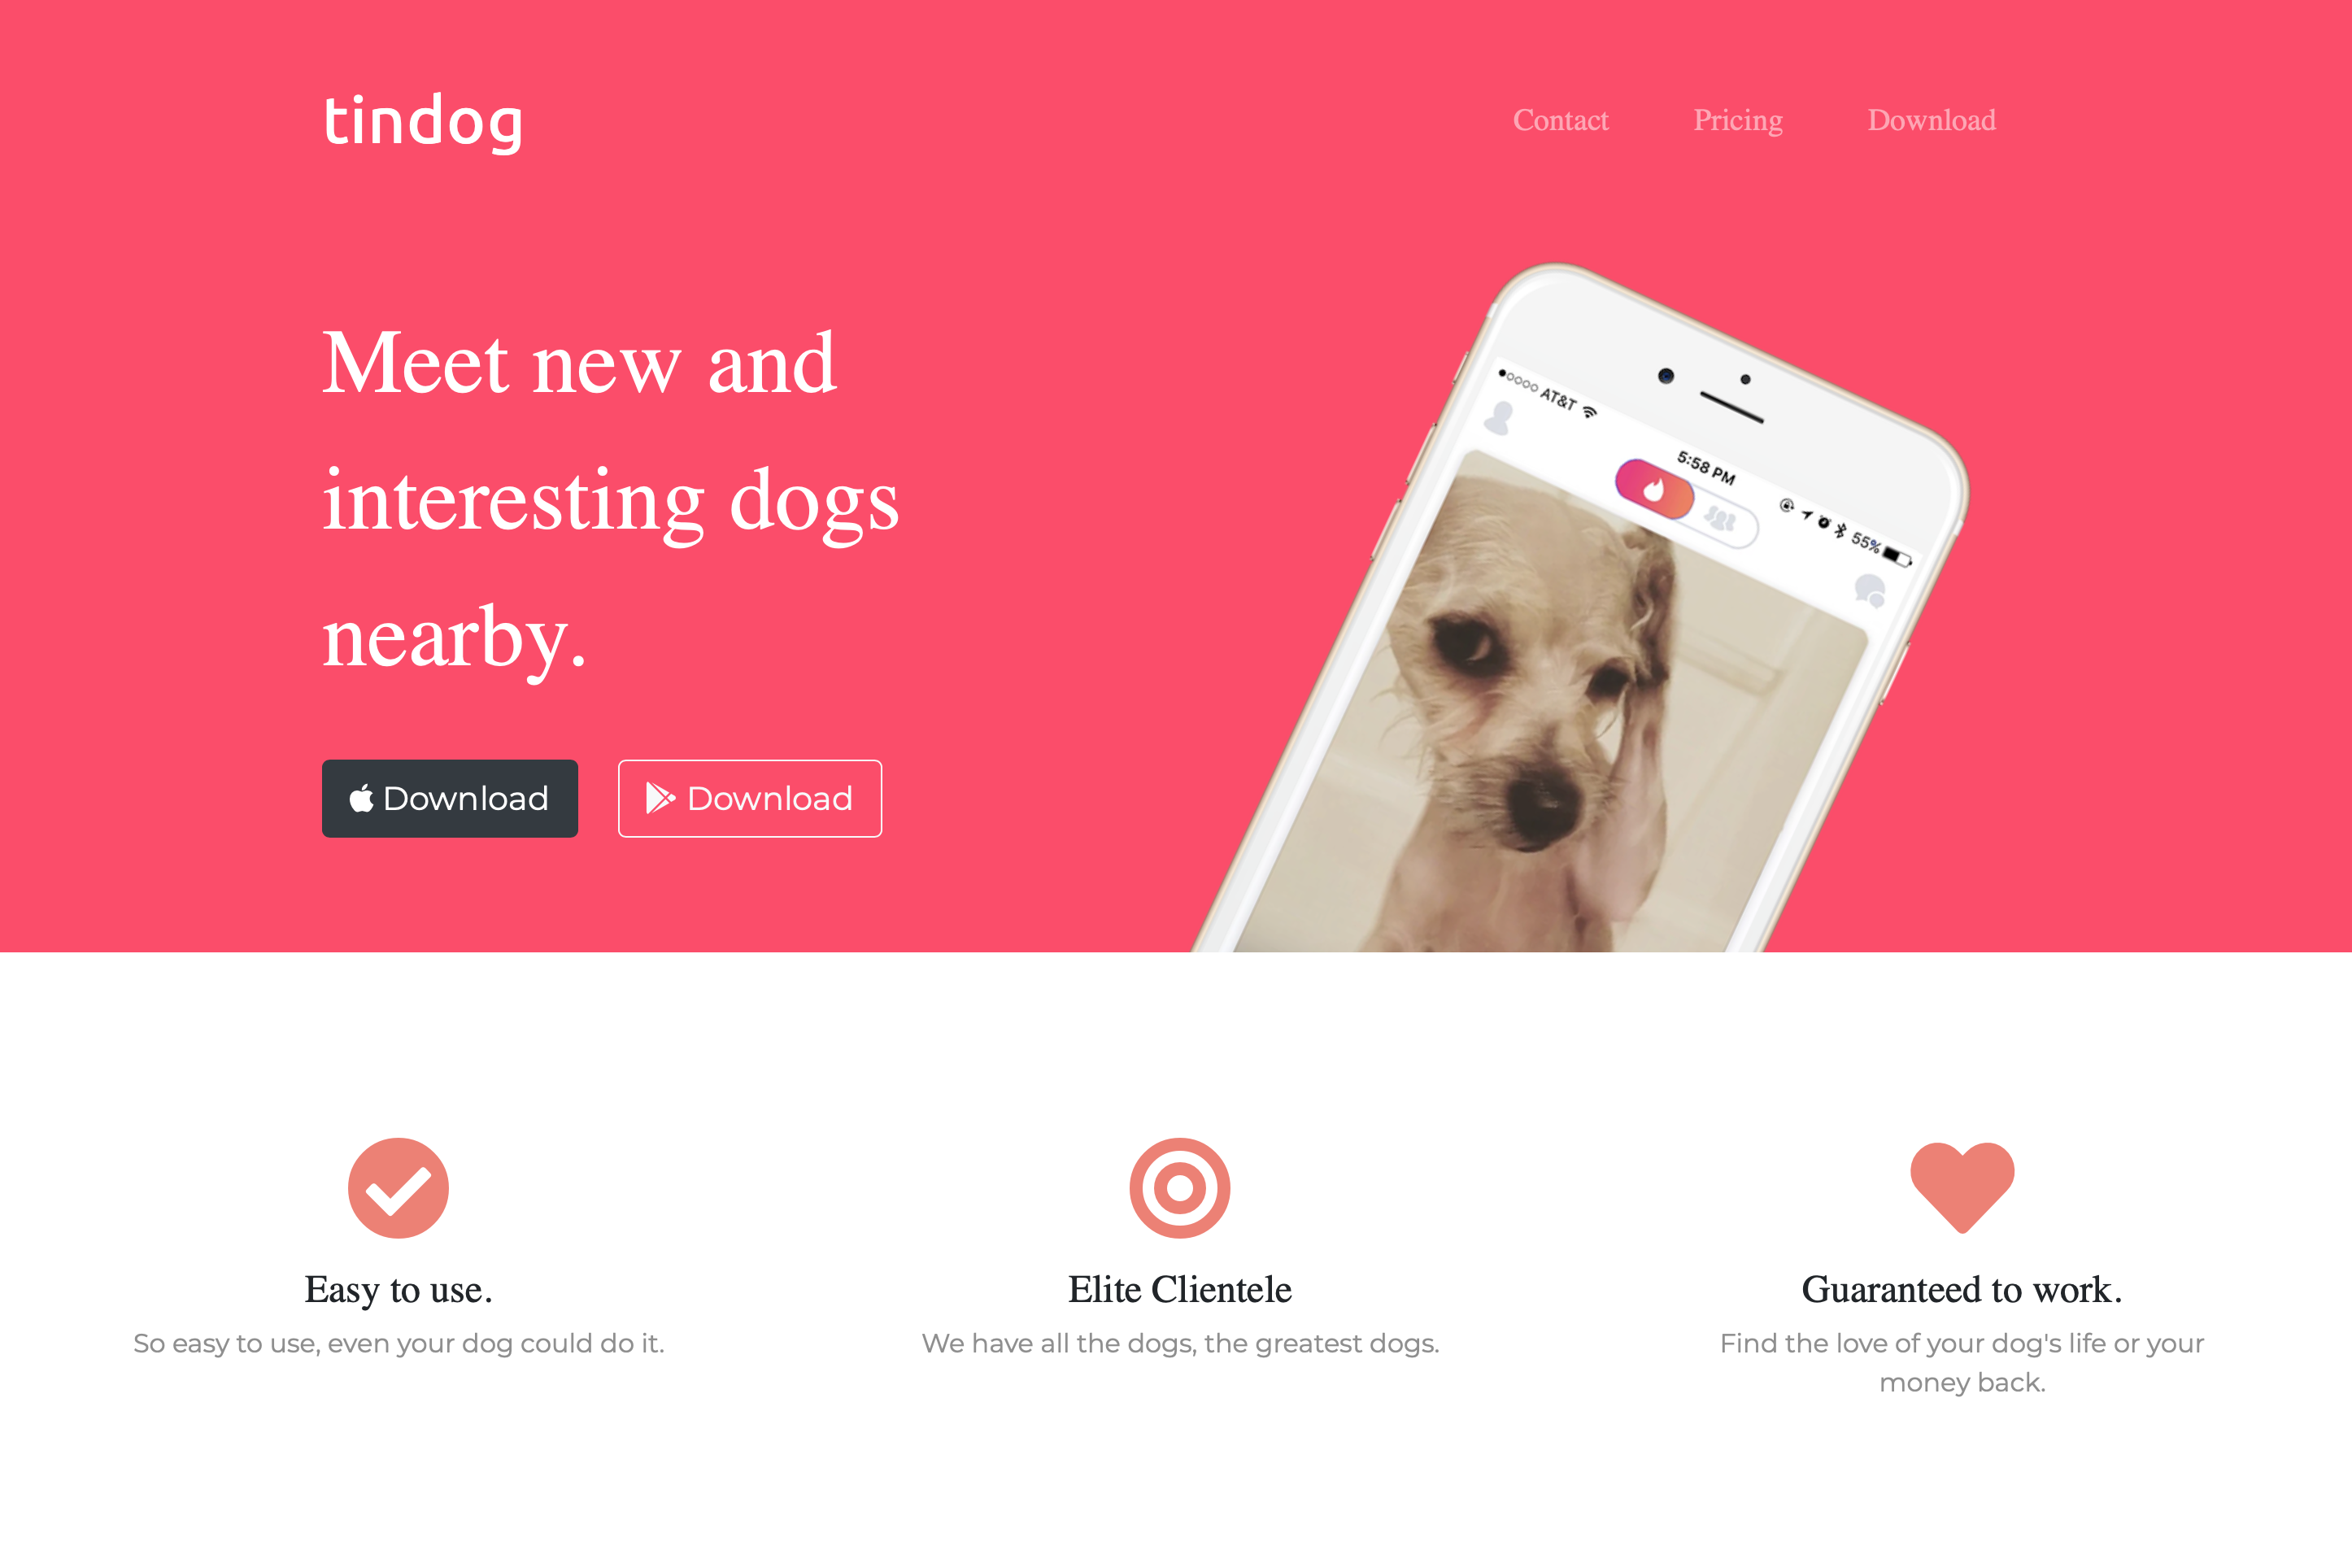 tindog
Contact Pricing Download
Meet new and
interesting dogs
nearby.
Download Download
AT&T
5:58 PM
55%
Easy to use.
So easy to use, even your dog could do it.
Elite Clientele
We have all the dogs, the greatest dogs.
Guaranteed to work.
Find the love of your dog's life or your
money back.